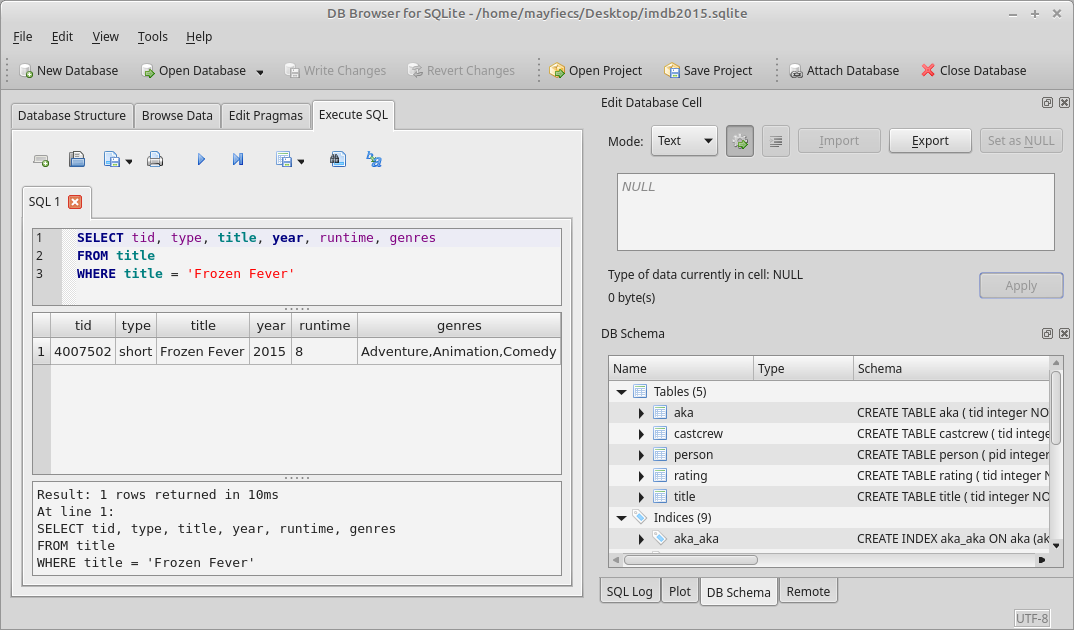 DB Browser for SQLite - /home/mayfiecs/Desktop/imdb2015.sqlite
File Edit View Tools Help
New Database Open Database Write Changes Revert Changes Open Project Save Project Attach Database Close Database
Database Structure Browse Data Edit Pragmas Execute SQL
SQL 1
1 SELECT tid, type, title, year, runtime, genres
2 FROM title
3 WHERE title = 'Frozen Fever'
tid type title year runtime genres
1 4007502 short Frozen Fever 2015 8 Adventure,Animation,Comedy
Result: 1 rows returned in 10ms
At line 1:
SELECT tid, type, title, year, runtime, genres
FROM title
WHERE title = 'Frozen Fever'
Edit Database Cell
Mode: Text Import Export Set as NULL
NULL
Type of data currently in cell: NULL
0 byte(s)
Apply
DB Schema
Name Type Schema
Tables (5)
aka CREATE TABLE aka ( tid integer NO
castcrew CREATE TABLE castcrew ( tid intege
person CREATE TABLE person ( pid integer
rating CREATE TABLE rating ( tid integer N
title CREATE TABLE title ( tid integer NO
Indices (9)
aka_aka CREATE INDEX aka_aka ON aka (ak
SQL Log Plot DB Schema Remote
UTF-8